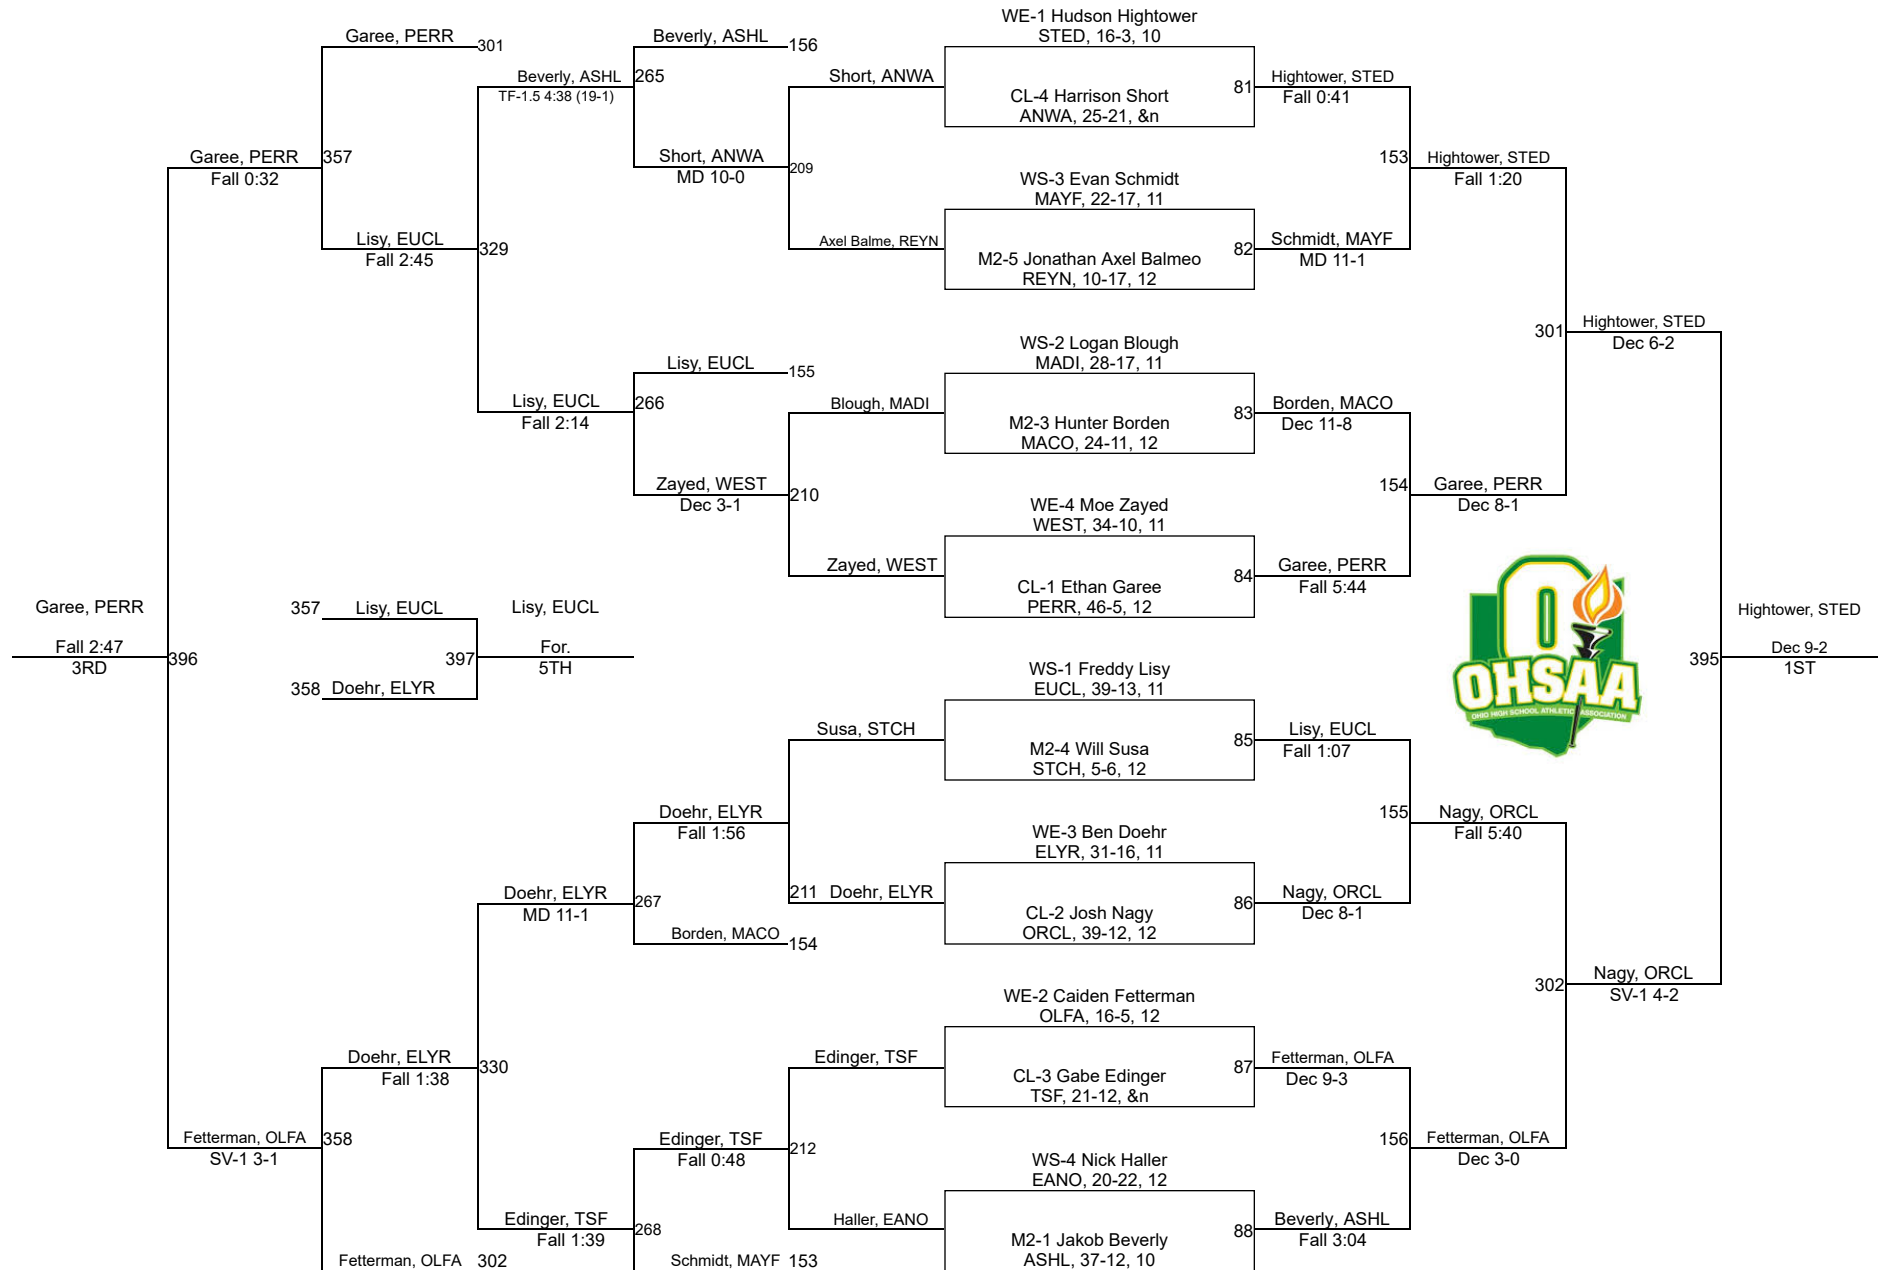 WE-1 Hudson Hightower
STED, 16-3, 10
Garee, PERR
301
Beverly, ASHL
156
Beverly, ASHL
TF-1.5 4:38 (19-1)
265
Short, ANWA
CL-4 Harrison Short
ANWA, 25-21, &n
81
Hightower, STED
Fall 0:41
Garee, PERR
Fall 0:32
357
Short, ANWA
MD 10-0
209
153
Hightower, STED
Fall 1:20
WS-3 Evan Schmidt
MAYF, 22-17, 11
Lisy, EUCL
Fall 2:45
329
Axel Balme, REYN
M2-5 Jonathan Axel Balmeo
REYN, 10-17, 12
82
Schmidt, MAYF
MD 11-1
301
Hightower, STED
Dec 6-2
WS-2 Logan Blough
MADI, 28-17, 11
Lisy, EUCL
155
Lisy, EUCL
Fall 2:14
266
Blough, MADI
M2-3 Hunter Borden
MACO, 24-11, 12
83
Borden, MACO
Dec 11-8
Zayed, WEST
Dec 3-1
210
154
Garee, PERR
Dec 8-1
WE-4 Moe Zayed
WEST, 34-10, 11
Zayed, WEST
CL-1 Ethan Garee
PERR, 46-5, 12
84
Garee, PERR
Fall 5:44
O
OHSAA
OHIO HIGH SCHOOL ATHLETIC ASSOCIATION
Garee, PERR
Fall 2:47
3RD
396
357
Lisy, EUCL
358
Doehr, ELYR
397
Lisy, EUCL
For.
5TH
395
Hightower, STED
Dec 9-2
1ST
WS-1 Freddy Lisy
EUCL, 39-13, 11
Susa, STCH
M2-4 Will Susa
STCH, 5-6, 12
85
Lisy, EUCL
Fall 1:07
Doehr, ELYR
Fall 1:56
155
Nagy, ORCL
Fall 5:40
WE-3 Ben Doehr
ELYR, 31-16, 11
Doehr, ELYR
MD 11-1
267
211
Doehr, ELYR
CL-2 Josh Nagy
ORCL, 39-12, 12
86
Nagy, ORCL
Dec 8-1
Borden, MACO
154
302
Nagy, ORCL
SV-1 4-2
WE-2 Caiden Fetterman
OLFA, 16-5, 12
Doehr, ELYR
Fall 1:38
330
Edinger, TSF
CL-3 Gabe Edinger
TSF, 21-12, &n
87
Fetterman, OLFA
Dec 9-3
Fetterman, OLFA
SV-1 3-1
358
Edinger, TSF
Fall 0:48
212
156
Fetterman, OLFA
Dec 3-0
WS-4 Nick Haller
EANO, 20-22, 12
Edinger, TSF
Fall 1:39
268
Haller, EANO
M2-1 Jakob Beverly
ASHL, 37-12, 10
88
Beverly, ASHL
Fall 3:04
Fetterman, OLFA
302
Schmidt, MAYF
153